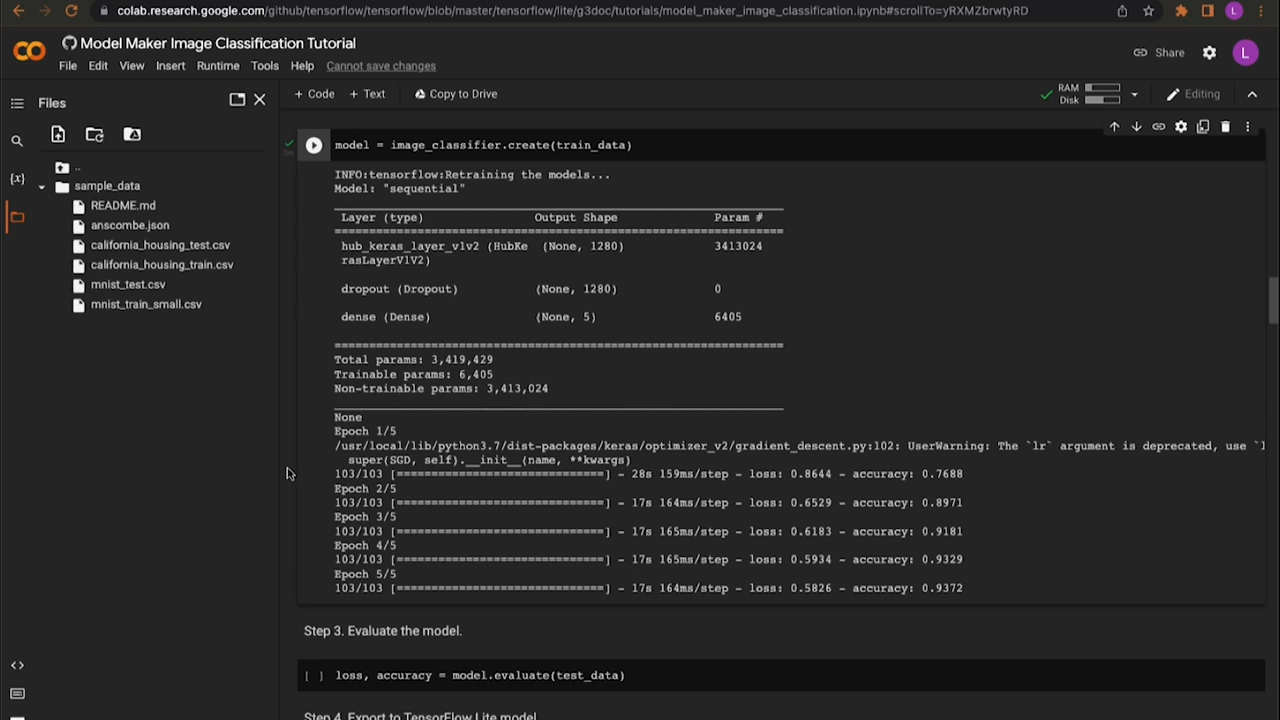 colab.research.google.com/github/tensorflow/tensorflow/blob/master/tensorflow/lite/g3doc/tutorials/model_maker_image_classification.ipynb#scrollTo=yRXMZbrwtyRD
L
CO
Model Maker Image Classification Tutorial
Share
L
File Edit View Insert Runtime Tools Help Cannot save changes
Files
+ Code + Text Copy to Drive
RAM
Disk
Editing
{x}
..
sample_data
README.md
anscombe.json
california_housing_test.csv
california_housing_train.csv
mnist_test.csv
mnist_train_small.csv
model = image_classifier.create(train_data)
INFO:tensorflow:Retraining the models...
Model: "sequential"
Layer (type) Output Shape Param #
=================================================================
hub_keras_layer_v1v2 (HubKe (None, 1280) 3413024
rasLayerV1V2)
dropout (Dropout) (None, 1280) 0
dense (Dense) (None, 5) 6405
=================================================================
Total params: 3,419,429
Trainable params: 6,405
Non-trainable params: 3,413,024
None
Epoch 1/5
/usr/local/lib/python3.7/dist-packages/keras/optimizer_v2/gradient_descent.py:102: UserWarning: The `lr` argument is deprecated, use `l
super(SGD, self).__init__(name, **kwargs)
103/103 [==============================] - 28s 159ms/step - loss: 0.8644 - accuracy: 0.7688
Epoch 2/5
103/103 [==============================] - 17s 164ms/step - loss: 0.6529 - accuracy: 0.8971
Epoch 3/5
103/103 [==============================] - 17s 165ms/step - loss: 0.6183 - accuracy: 0.9181
Epoch 4/5
103/103 [==============================] - 17s 165ms/step - loss: 0.5934 - accuracy: 0.9329
Epoch 5/5
103/103 [==============================] - 17s 164ms/step - loss: 0.5826 - accuracy: 0.9372
Step 3. Evaluate the model.
[ ] loss, accuracy = model.evaluate(test_data)
Step 4. Export to TensorFlow Lite model.